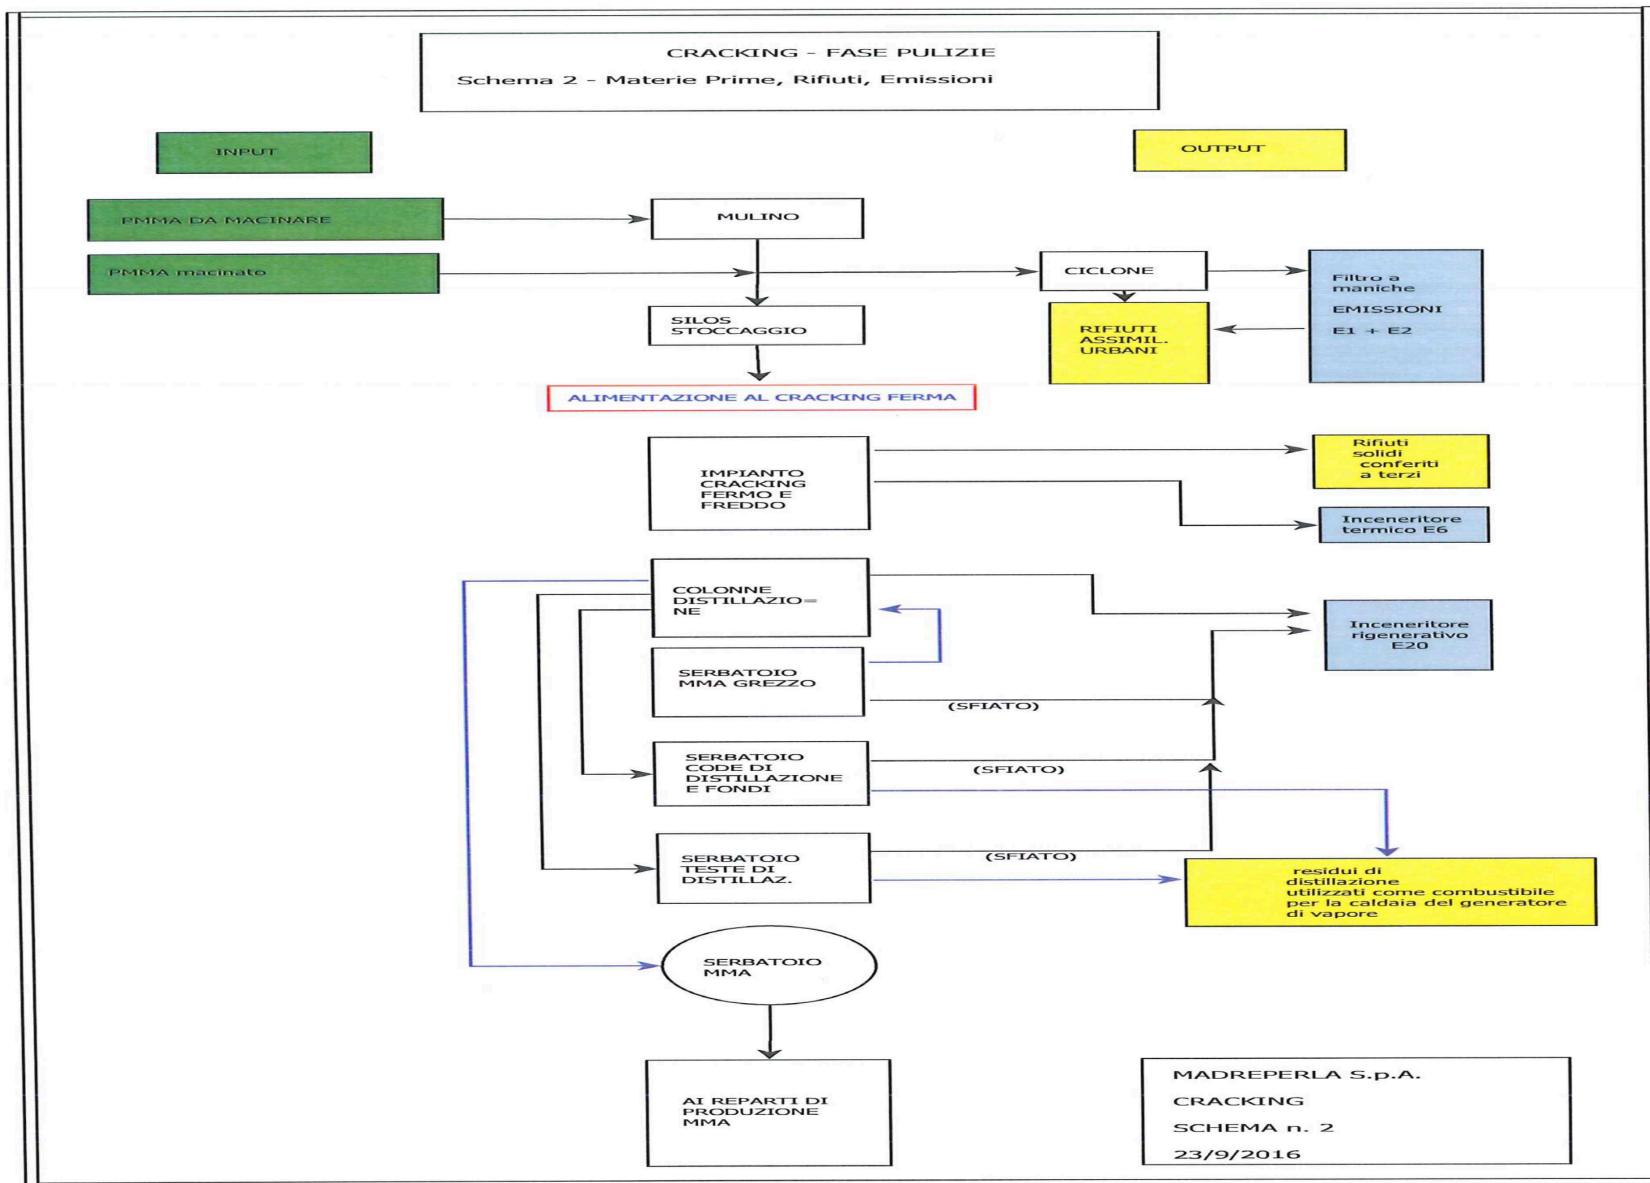 CRACKING - FASE PULIZIE
Schema 2 - Materie Prime, Rifiuti, Emissioni
INPUT
OUTPUT
PMMA DA MACINARE
MULINO
PMMA macinato
CICLONE
Filtro a
maniche
EMISSIONI
E1 + E2
SILOS
STOCCAGGIO
RIFIUTI
ASSIMIL.
URBANI
ALIMENTAZIONE AL CRACKING FERMA
IMPIANTO
CRACKING
FERMO E
FREDDO
Rifiuti
solidi
conferiti
a terzi
Inceneritore
termico E6
COLONNE
DISTILLAZIO=
NE
Inceneritore
rigenerativo
E20
SERBATOIO
MMA GREZZO
(SFIATO)
SERBATOIO
CODE DI
DISTILLAZIONE
E FONDI
(SFIATO)
SERBATOIO
TESTE DI
DISTILLAZ.
(SFIATO)
residui di
distillazione
utilizzati come combustibile
per la caldaia del generatore
di vapore
SERBATOIO
MMA
AI REPARTI DI
PRODUZIONE
MMA
MADREPERLA S.p.A.
CRACKING
SCHEMA n. 2
23/9/2016